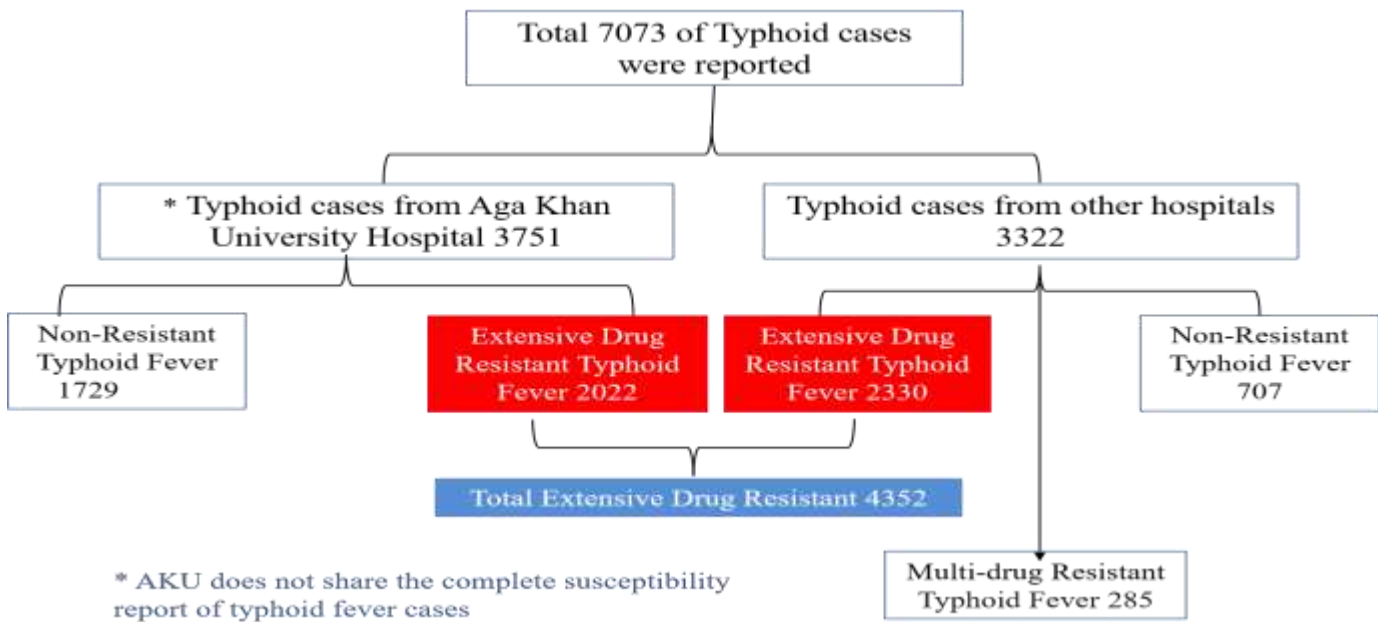 Total 7073 of Typhoid cases
were reported
* Typhoid cases from Aga Khan
University Hospital 3751
Typhoid cases from other hospitals
3322
Non-Resistant
Typhoid Fever
1729
Extensive Drug
Resistant Typhoid
Fever 2022
Extensive Drug
Resistant Typhoid
Fever 2330
Non-Resistant
Typhoid Fever
707
Total Extensive Drug Resistant 4352
Multi-drug Resistant
Typhoid Fever 285
* AKU does not share the complete susceptibility
report of typhoid fever cases